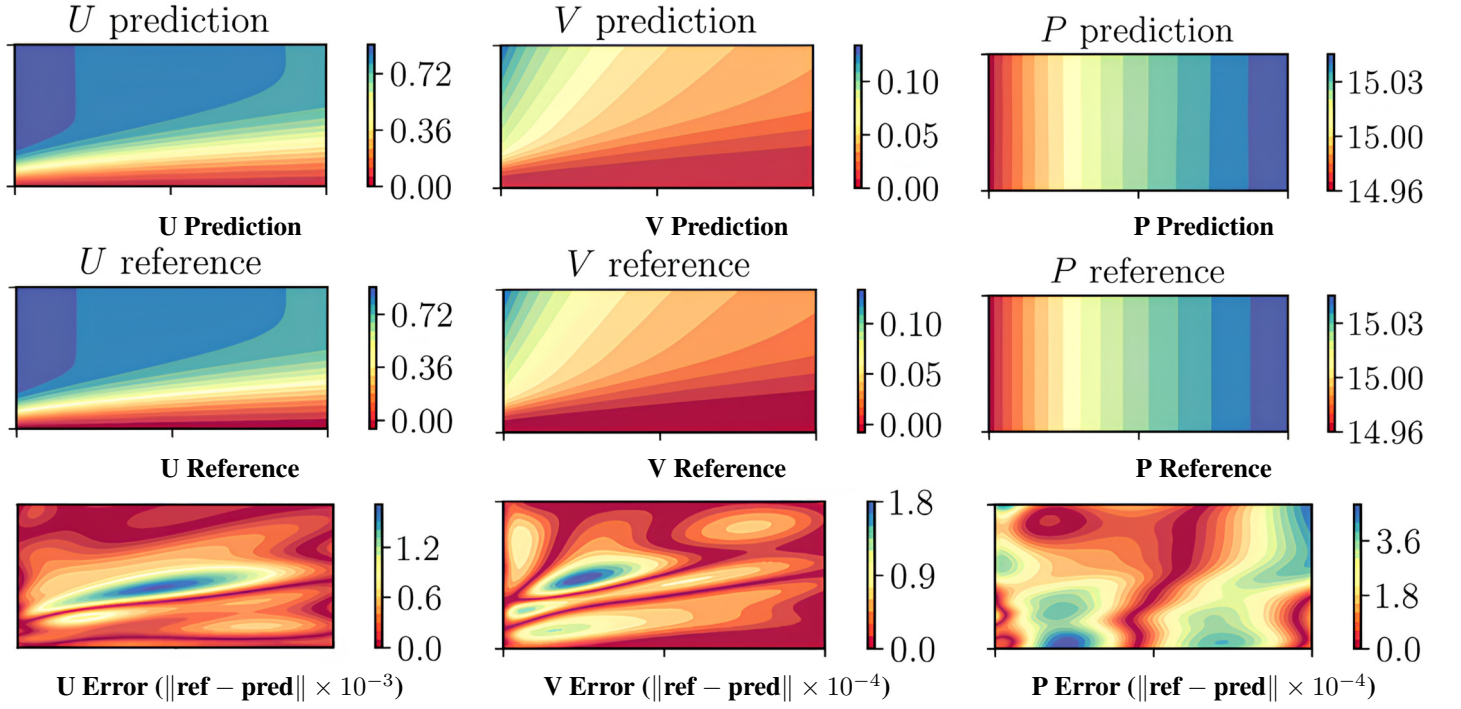 U prediction
V prediction
P prediction
0.72
0.36
0.00
0.10
0.05
0.00
15.03
15.00
14.96
U Prediction
V Prediction
P Prediction
U reference
V reference
P reference
0.72
0.36
0.00
0.10
0.05
0.00
15.03
15.00
14.96
U Reference
V Reference
P Reference
1.2
0.6
0.0
1.8
0.9
0.0
3.6
1.8
0.0
U Error (‖ref − pred‖ × 10⁻³)
V Error (‖ref − pred‖ × 10⁻⁴)
P Error (‖ref − pred‖ × 10⁻⁴)